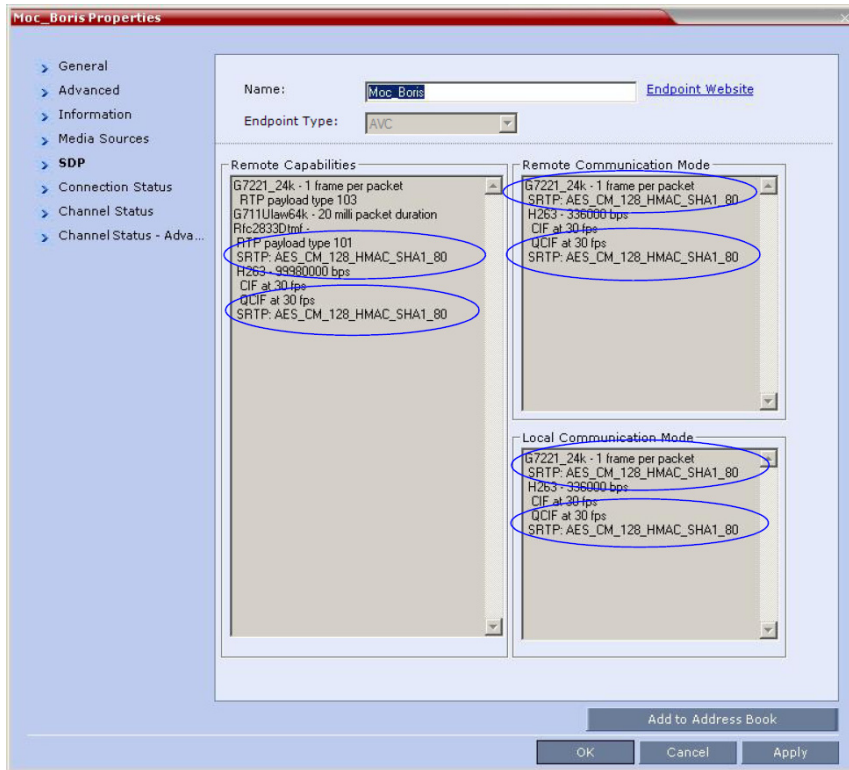 Moc_Boris Properties
General
Advanced
Information
Media Sources
SDP
Connection Status
Channel Status
Channel Status - Adva...
Name:
Moc_Boris
Endpoint Website
Endpoint Type:
AVC
Remote Capabilities
G7221_24k - 1 frame per packet
RTP payload type 103
G711Ulaw64k - 20 milli packet duration
Rfc2833Dtmf -
RTP payload type 101
SRTP: AES_CM_128_HMAC_SHA1_80
H263 - 99980000 bps
CIF at 30 fps
QCIF at 30 fps
SRTP: AES_CM_128_HMAC_SHA1_80
Remote Communication Mode
G7221_24k - 1 frame per packet
SRTP: AES_CM_128_HMAC_SHA1_80
H263 - 336000 bps
CIF at 30 fps
QCIF at 30 fps
SRTP: AES_CM_128_HMAC_SHA1_80
Local Communication Mode
G7221_24k - 1 frame per packet
SRTP: AES_CM_128_HMAC_SHA1_80
H263 - 336000 bps
CIF at 30 fps
QCIF at 30 fps
SRTP: AES_CM_128_HMAC_SHA1_80
Add to Address Book
OK
Cancel
Apply